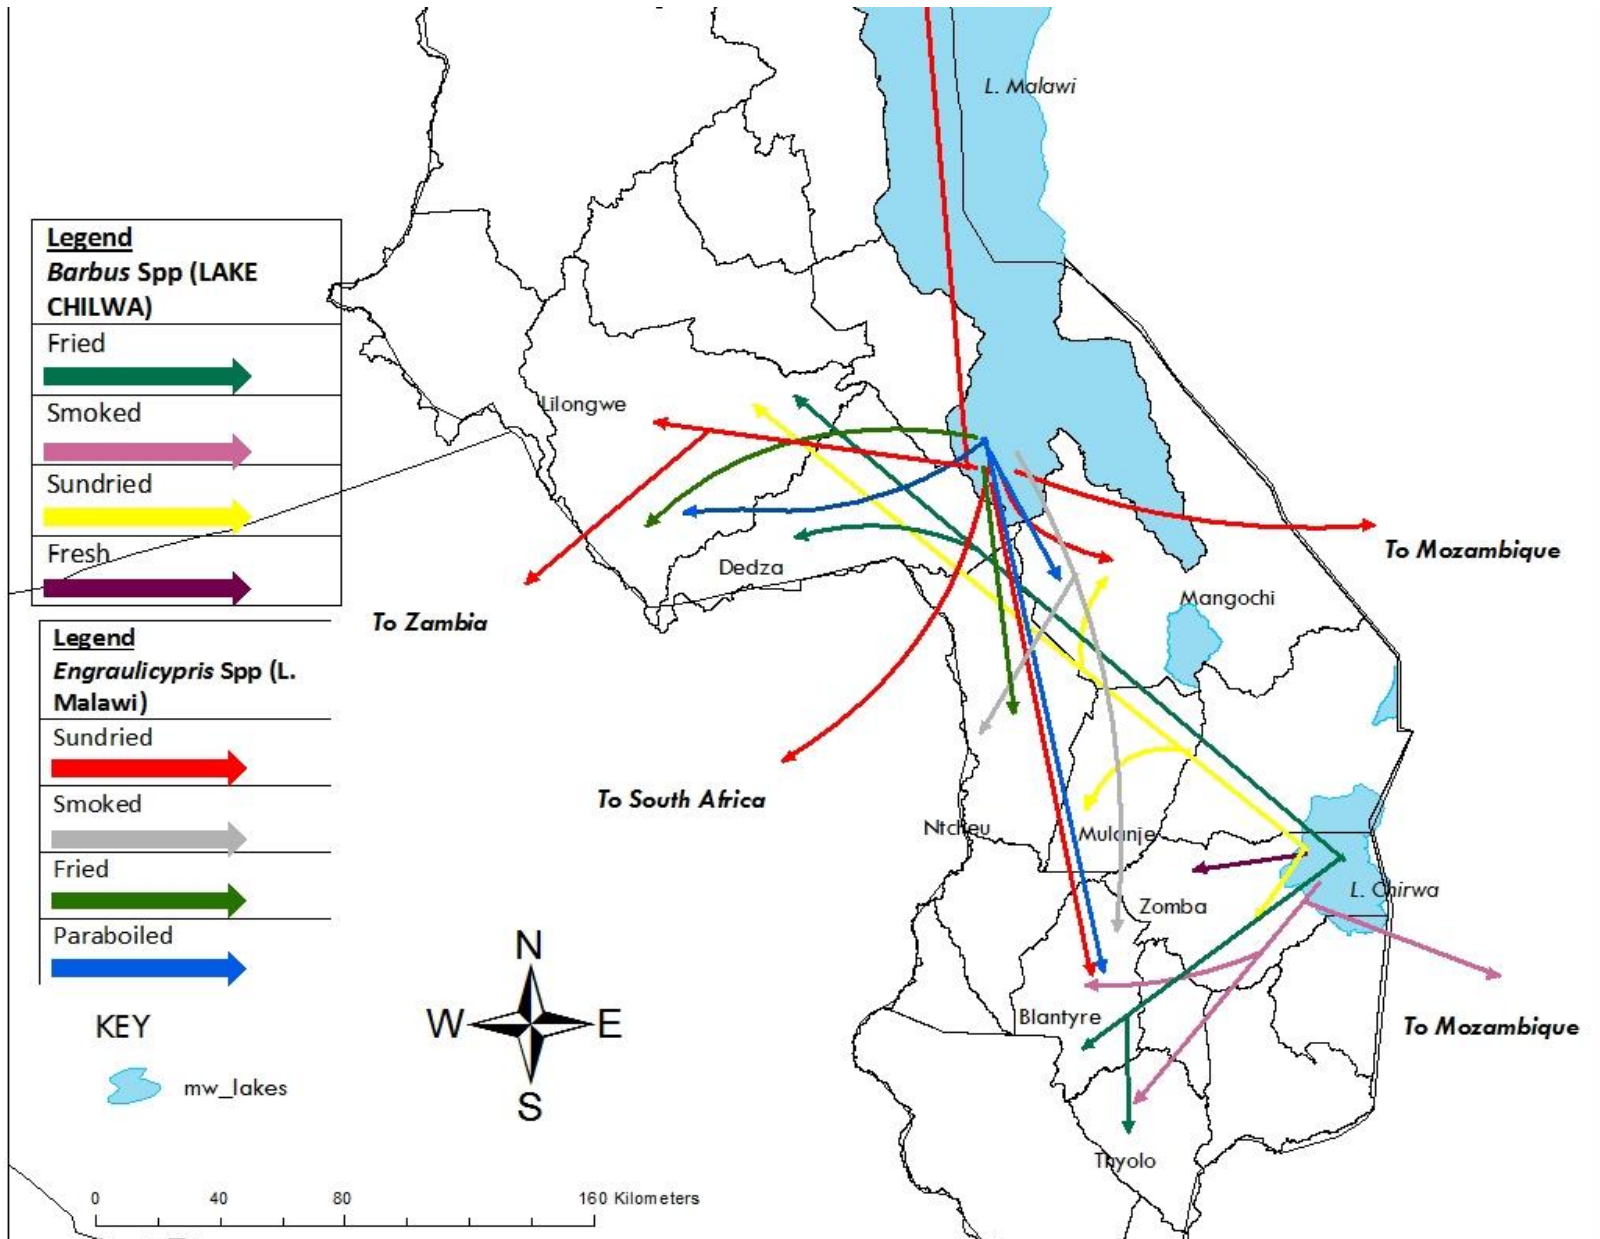 L. Malawi
Legend
Barbus Spp (LAKE
CHILWA)
Fried
Smoked
Sundried
Fresh
Legend
Engraulicypris Spp (L.
Malawi)
Sundried
Smoked
Fried
Paraboiled
KEY
mw_lakes
N
W
E
S
0 40 80 160 Kilometers
Lilongwe
Dedza
To Zambia
To South Africa
To Mozambique
Mangochi
Ntcheu
Mulanje
L. Chirwa
Zomba
Blantyre
To Mozambique
Thyolo